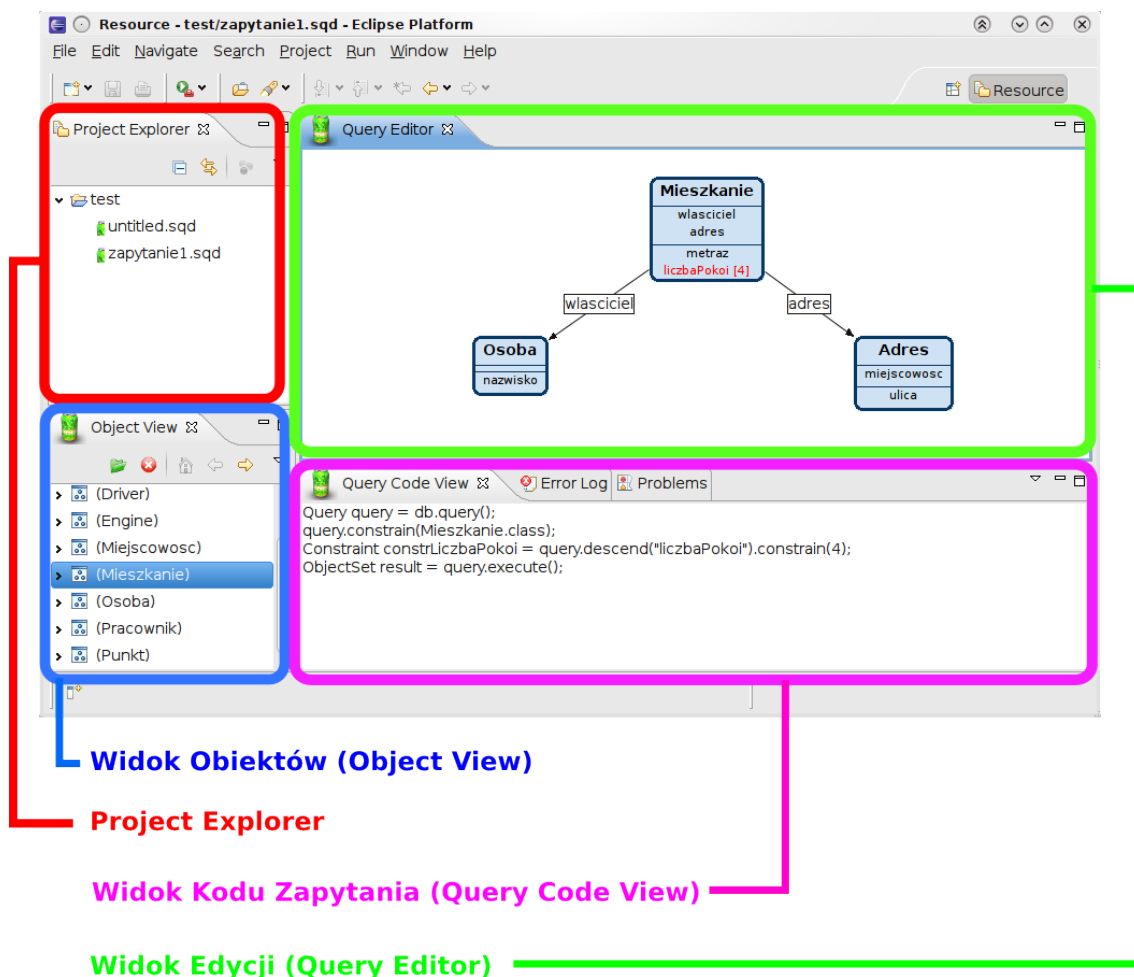 Resource - test/zapytanie1.sqd - Eclipse Platform
File Edit Navigate Search Project Run Window Help
Resource
Project Explorer
test
untitled.sqd
zapytanie1.sqd
Query Editor
Mieszkanie
wlasciciel
adres
metraz
liczbaPokoi [4]
wlasciciel
adres
Osoba
nazwisko
Adres
miejscowosc
ulica
Object View
(Driver)
(Engine)
(Miejscowosc)
(Mieszkanie)
(Osoba)
(Pracownik)
(Punkt)
Query Code View Error Log Problems
Query query = db.query();
query.constrain(Mieszkanie.class);
Constraint constrLiczbaPokoi = query.descend("liczbaPokoi").constrain(4);
ObjectSet result = query.execute();
Widok Obiektów (Object View)
Project Explorer
Widok Kodu Zapytania (Query Code View)
Widok Edycji (Query Editor)